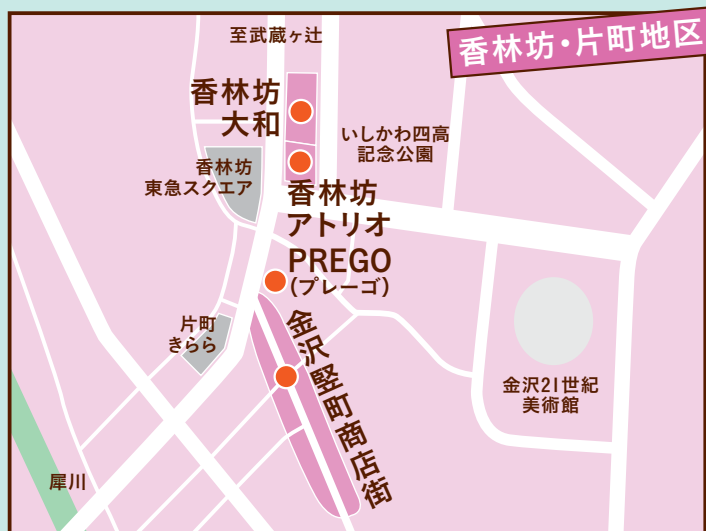 香林坊・片町地区
至武蔵ヶ辻
香林坊
大和
いしかわ四高
記念公園
香林坊
東急スクエア
香林坊
アトリオ
PREGO
(プレーゴ)
片町
きらら
金沢竪町商店街
金沢21世紀
美術館
犀川